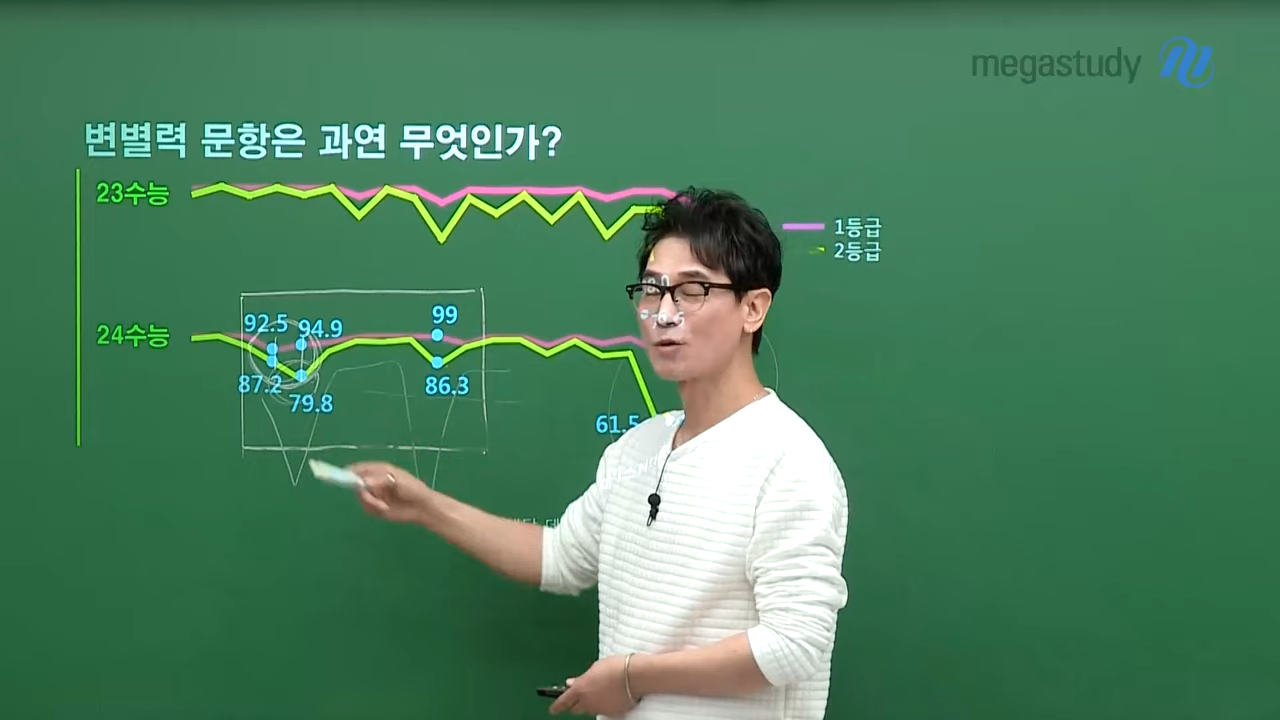 megastudy
변별력 문항은 과연 무엇인가?
23수능
1등급
2등급
24수능
92.5
94.9
99
87.2
79.8
86.3
61.5